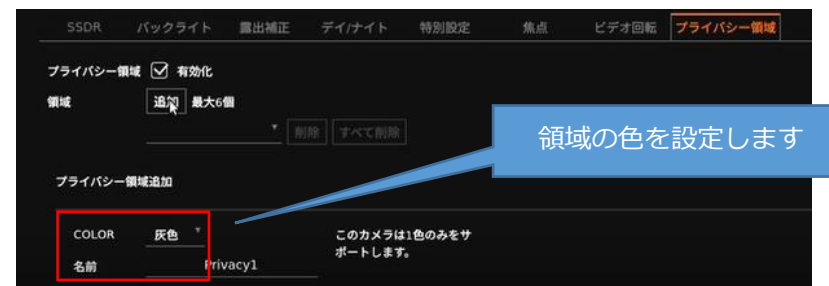 SSDR バックライト 露出補正 デイ/ナイト 特別設定 焦点 ビデオ回転 プライバシー領域
プライバシー領域 有効化
領域 追加 最大6個
削除 すべて削除
領域の色を設定します
プライバシー領域追加
COLOR 灰色 このカメラは1色のみをサ
ポートします。
名前 Privacy1